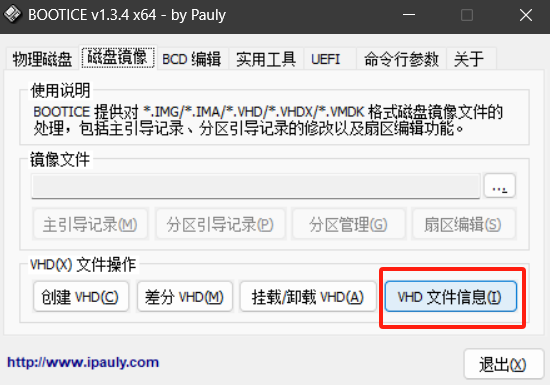 BOOTICE v1.3.4 x64 - by Pauly
物理磁盘 磁盘镜像 BCD 编辑 实用工具 UEFI 命令行参数 关于
使用说明
BOOTICE 提供对 *.IMG/*.IMA/*.VHD/*.VHDX/*.VMDK 格式磁盘镜像文件的
处理，包括主引导记录、分区引导记录的修改以及扇区编辑功能。
镜像文件
...
主引导记录(M) 分区引导记录(P) 分区管理(G) 扇区编辑(S)
VHD(X) 文件操作
创建 VHD(C) 差分 VHD(M) 挂载/卸载 VHD(A) VHD 文件信息(I)
http://www.ipauly.com 退出(X)